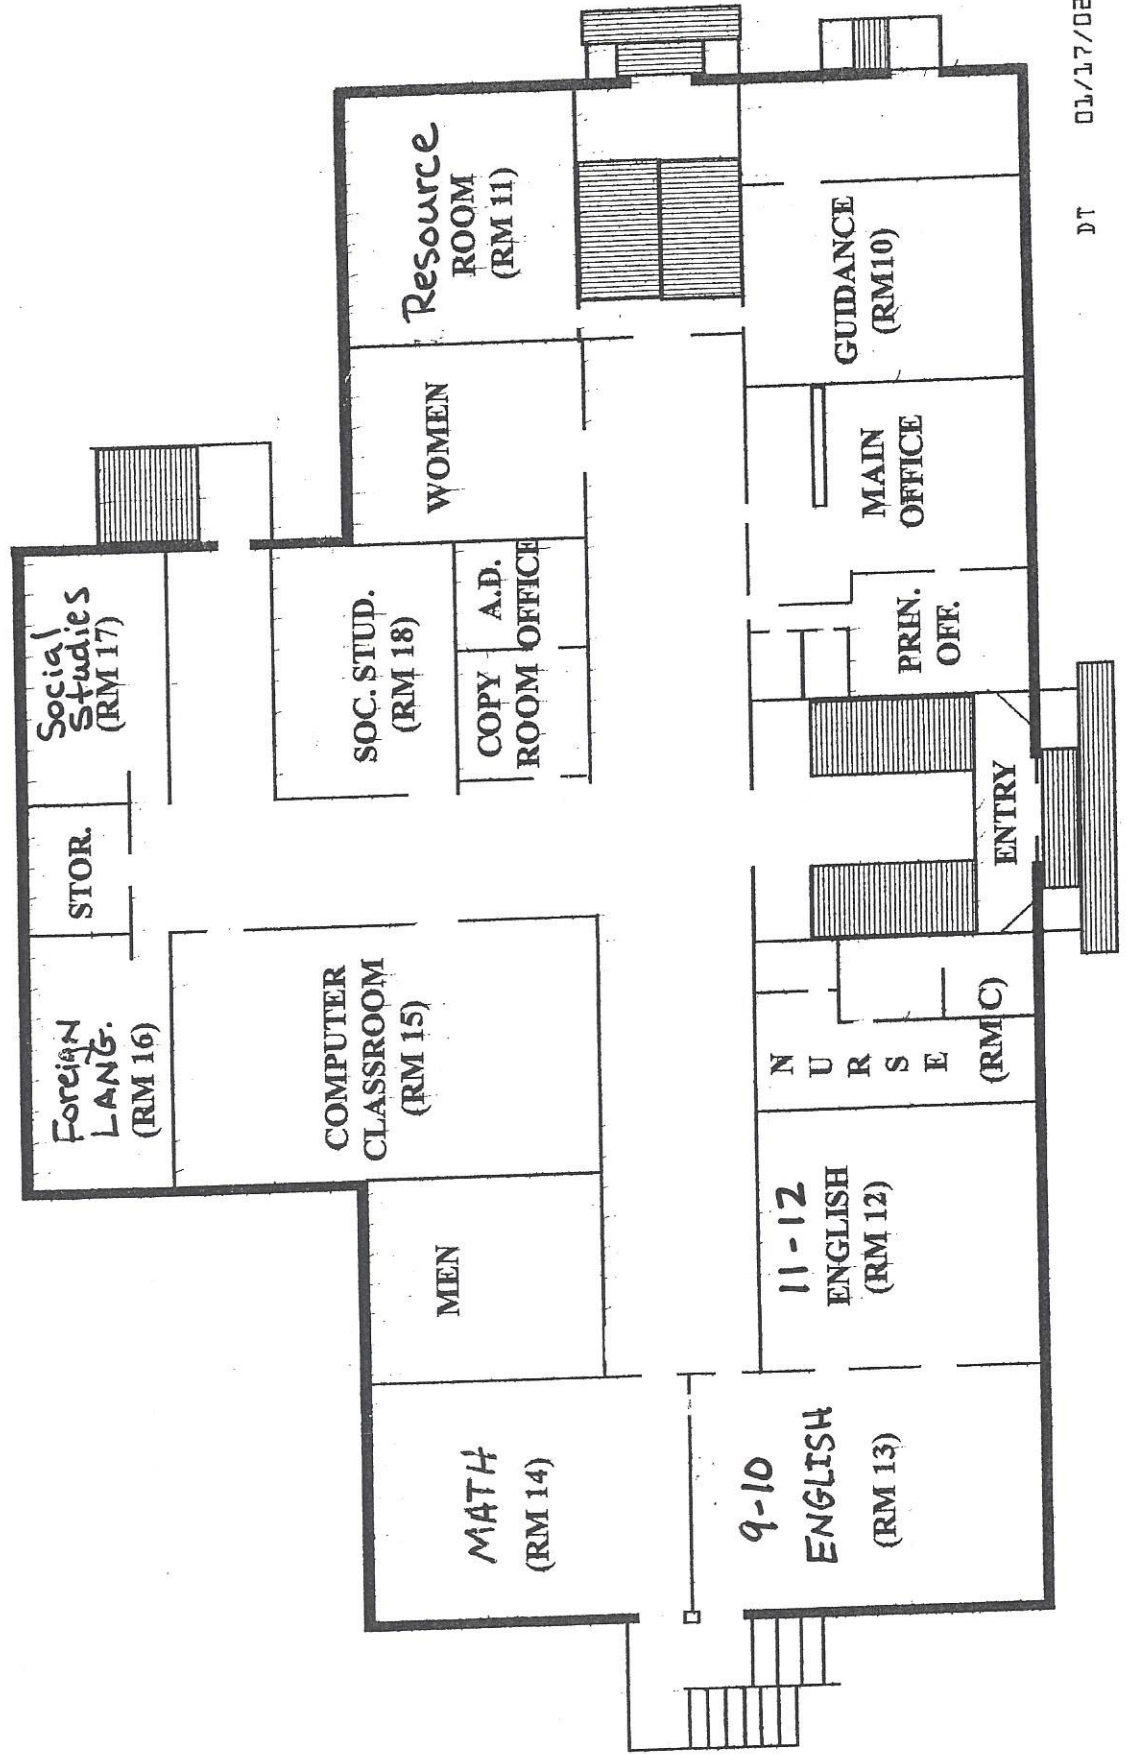 Foreign
LANG.
(RM 16)
STOR.
Social
Studies
(RM 17)
COMPUTER
CLASSROOM
(RM 15)
SOC. STUD.
(RM 18)
MEN
COPY
ROOM
A.D.
OFFICE
WOMEN
Resource
ROOM
(RM 11)
MATH
(RM 14)
9-10
ENGLISH
(RM 13)
11-12
ENGLISH
(RM 12)
N
U
R
S
E
(RM C)
ENTRY
PRIN.
OFF.
MAIN
OFFICE
GUIDANCE
(RM10)
DT 01/17/02